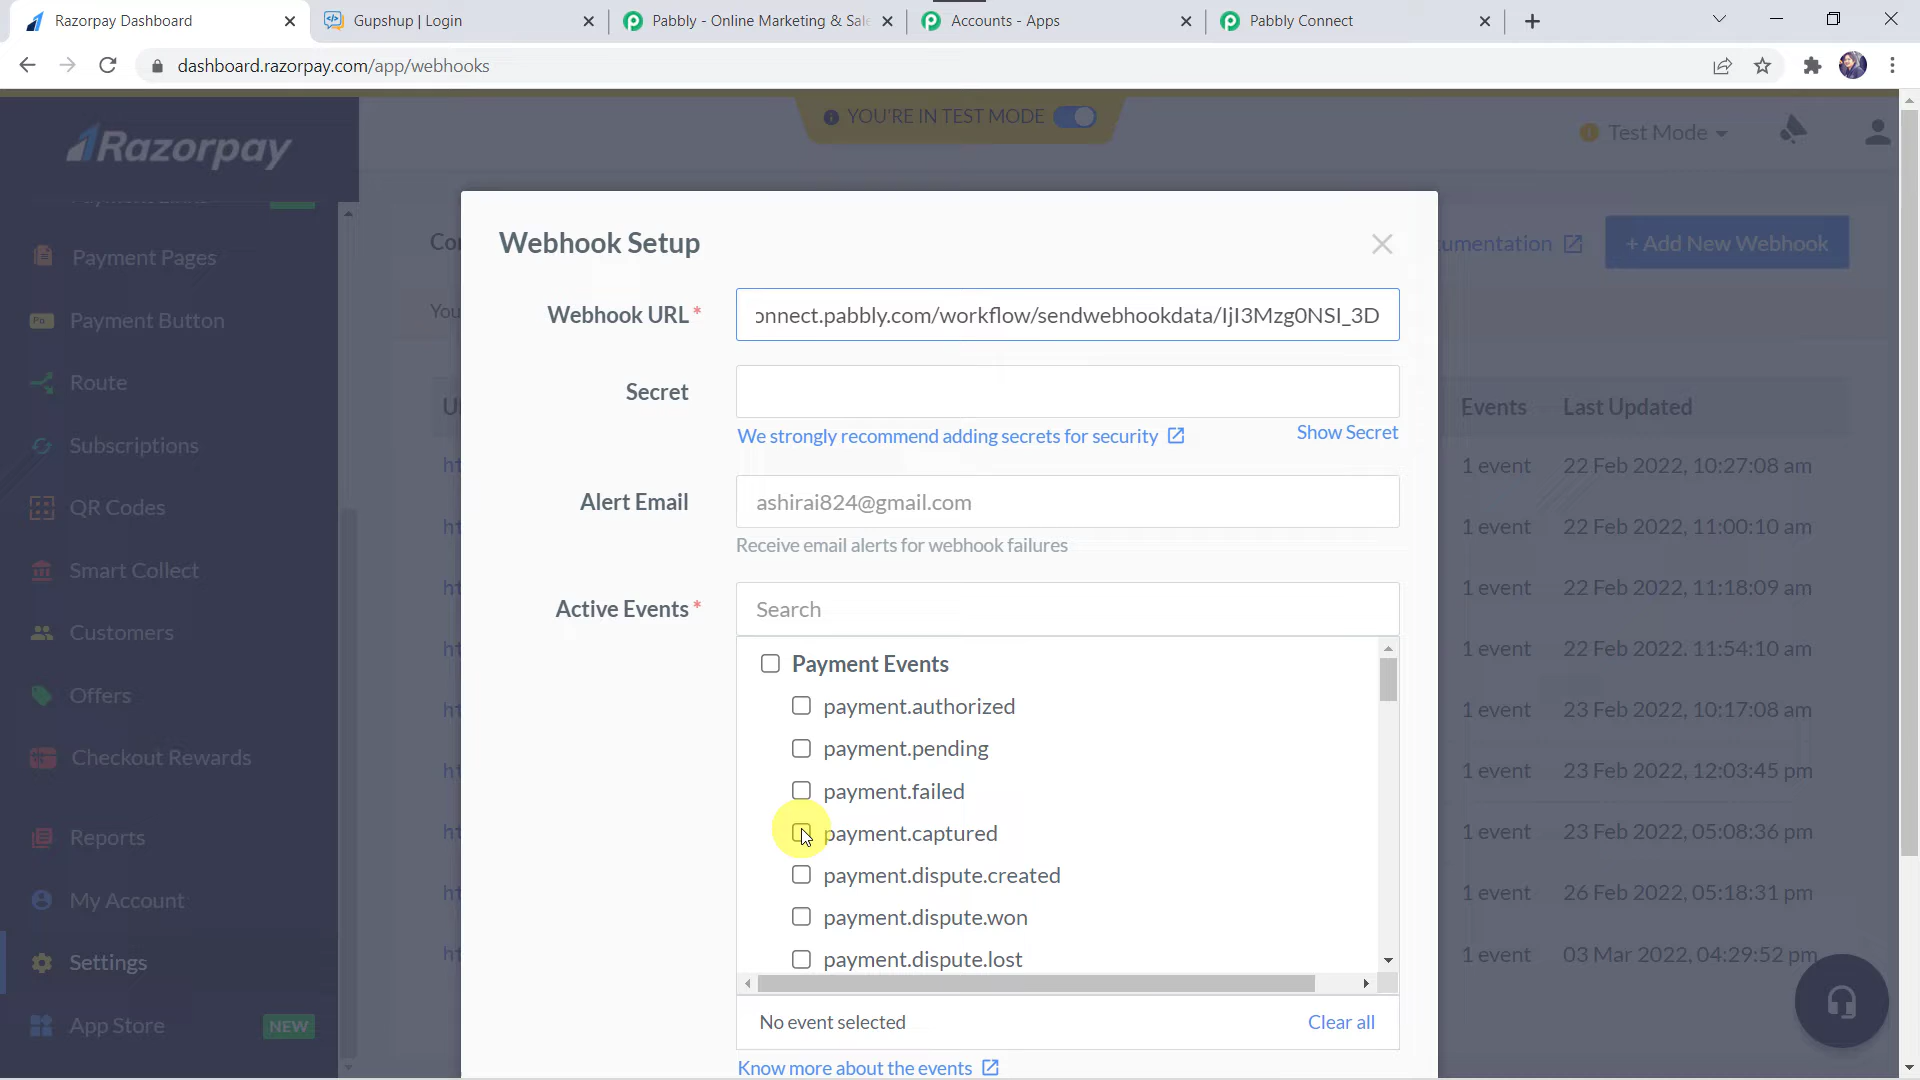 Razorpay Dashboard
Gupshup | Login
Pabbly - Online Marketing & Sale
Accounts - Apps
Pabbly Connect
dashboard.razorpay.com/app/webhooks
YOU'RE IN TEST MODE
Test Mode
Razorpay
Payment Pages
Payment Button
Route
Subscriptions
QR Codes
Smart Collect
Customers
Offers
Checkout Rewards
Reports
My Account
Settings
App Store
NEW
+ Add New Webhook
Events
Last Updated
1 event 22 Feb 2022, 10:27:08 am
1 event 22 Feb 2022, 11:00:10 am
1 event 22 Feb 2022, 11:18:09 am
1 event 22 Feb 2022, 11:54:10 am
1 event 23 Feb 2022, 10:17:08 am
1 event 23 Feb 2022, 12:03:45 pm
1 event 23 Feb 2022, 05:08:36 pm
1 event 26 Feb 2022, 05:18:31 pm
1 event 03 Mar 2022, 04:29:52 pm
Webhook Setup
Webhook URL *
onnect.pabbly.com/workflow/sendwebhookdata/IjI3Mzg0NSI_3D
Secret
We strongly recommend adding secrets for security
Show Secret
Alert Email
ashirai824@gmail.com
Receive email alerts for webhook failures
Active Events *
Search
Payment Events
payment.authorized
payment.pending
payment.failed
payment.captured
payment.dispute.created
payment.dispute.won
payment.dispute.lost
No event selected
Clear all
Know more about the events